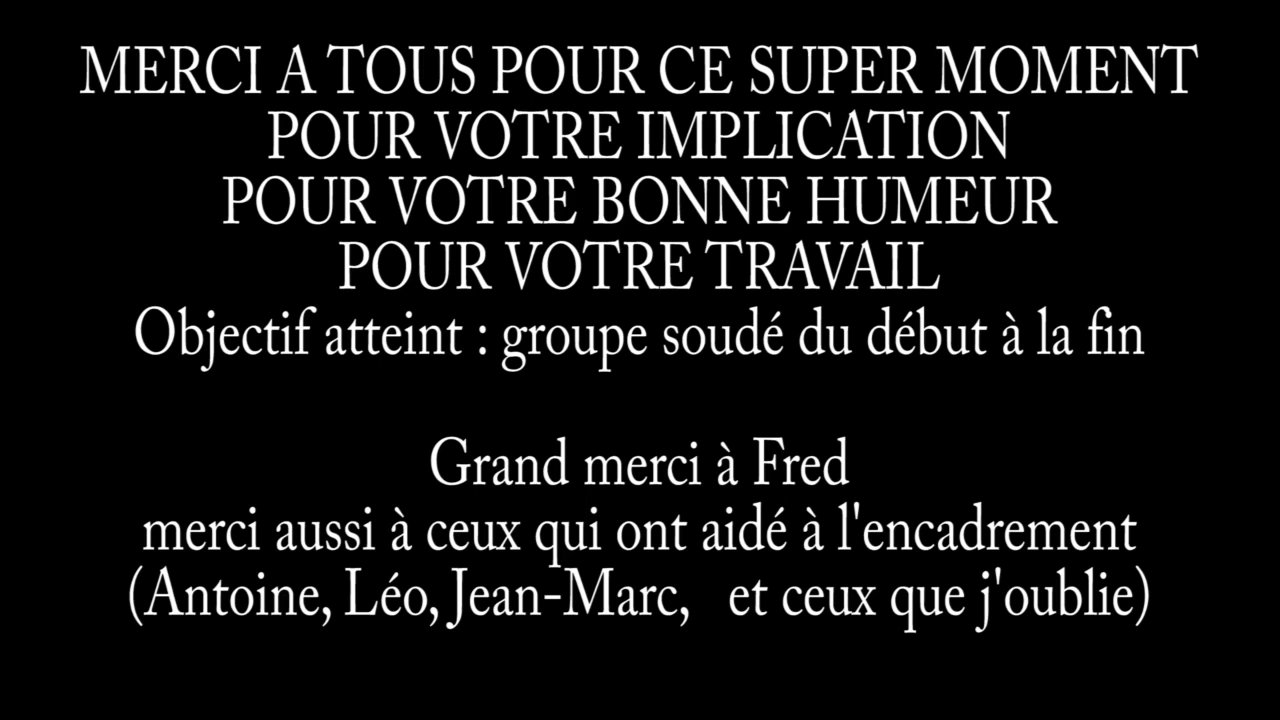 MERCI A TOUS POUR CE SUPER MOMENT
POUR VOTRE IMPLICATION
POUR VOTRE BONNE HUMEUR
POUR VOTRE TRAVAIL
Objectif atteint : groupe soudé du début à la fin
Grand merci à Fred
merci aussi à ceux qui ont aidé à l'encadrement
(Antoine, Léo, Jean-Marc, et ceux que j'oublie)